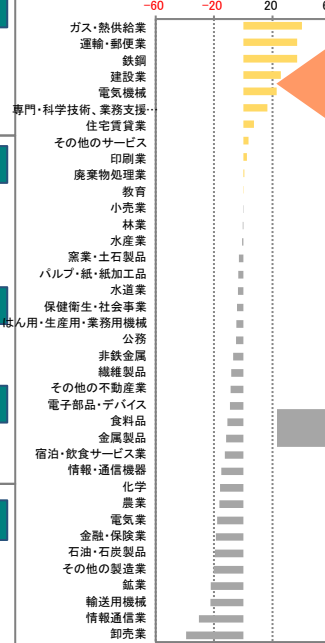 -60 -20 20 6
ガス・熱供給業
運輸・郵便業
鉄鋼
建設業
電気機械
専門・科学技術、業務支援…
住宅賃貸業
その他のサービス
印刷業
廃棄物処理業
教育
小売業
林業
水産業
窯業・土石製品
パルプ・紙・紙加工品
水道業
保健衛生・社会事業
はん用・生産用・業務用機械
公務
非鉄金属
繊維製品
その他の不動産業
電子部品・デバイス
食料品
金属製品
宿泊・飲食サービス業
情報・通信機器
化学
農業
電気業
金融・保険業
石油・石炭製品
その他の製造業
鉱業
輸送用機械
情報通信業
卸売業